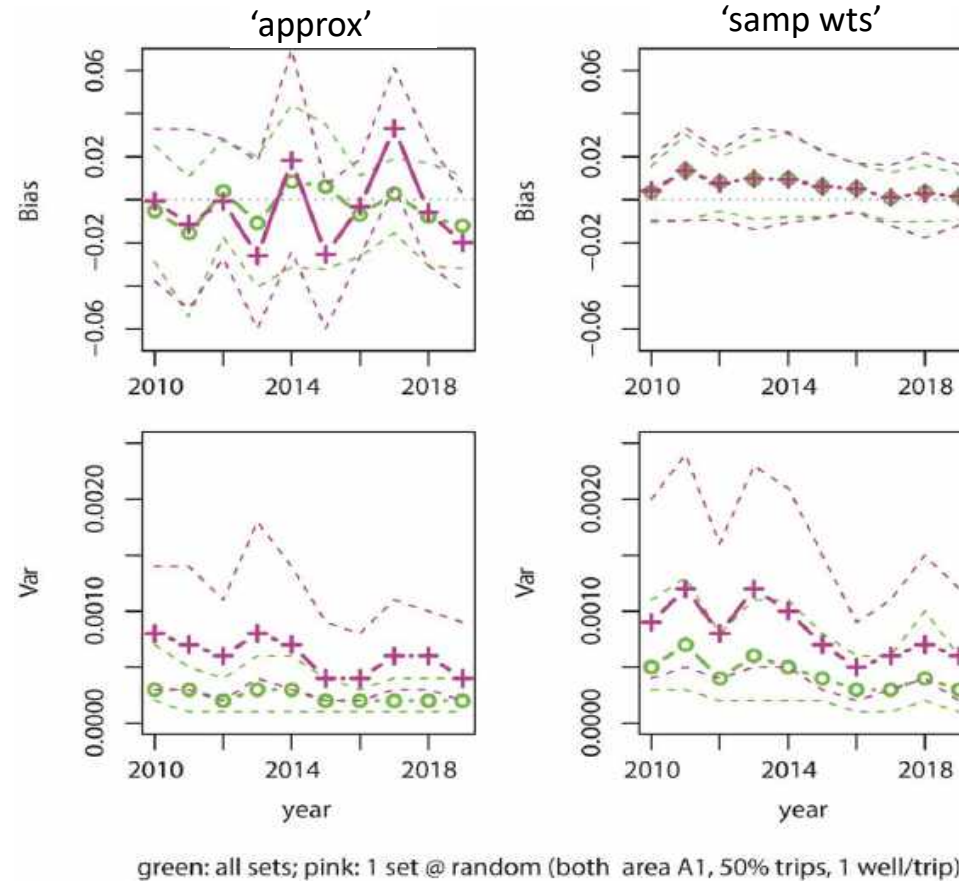 ‘approx’
‘samp wts’
0.06
0.02
−0.02
−0.06
Bias
2010 2014 2018
0.06
0.02
−0.02
−0.06
Bias
2010 2014 2018
0.0020
0.0010
0.0000
Var
2010 2014 2018
year
0.0020
0.0010
0.0000
Var
2010 2014 2018
year
green: all sets; pink: 1 set @ random (both area A1, 50% trips, 1 well/trip)